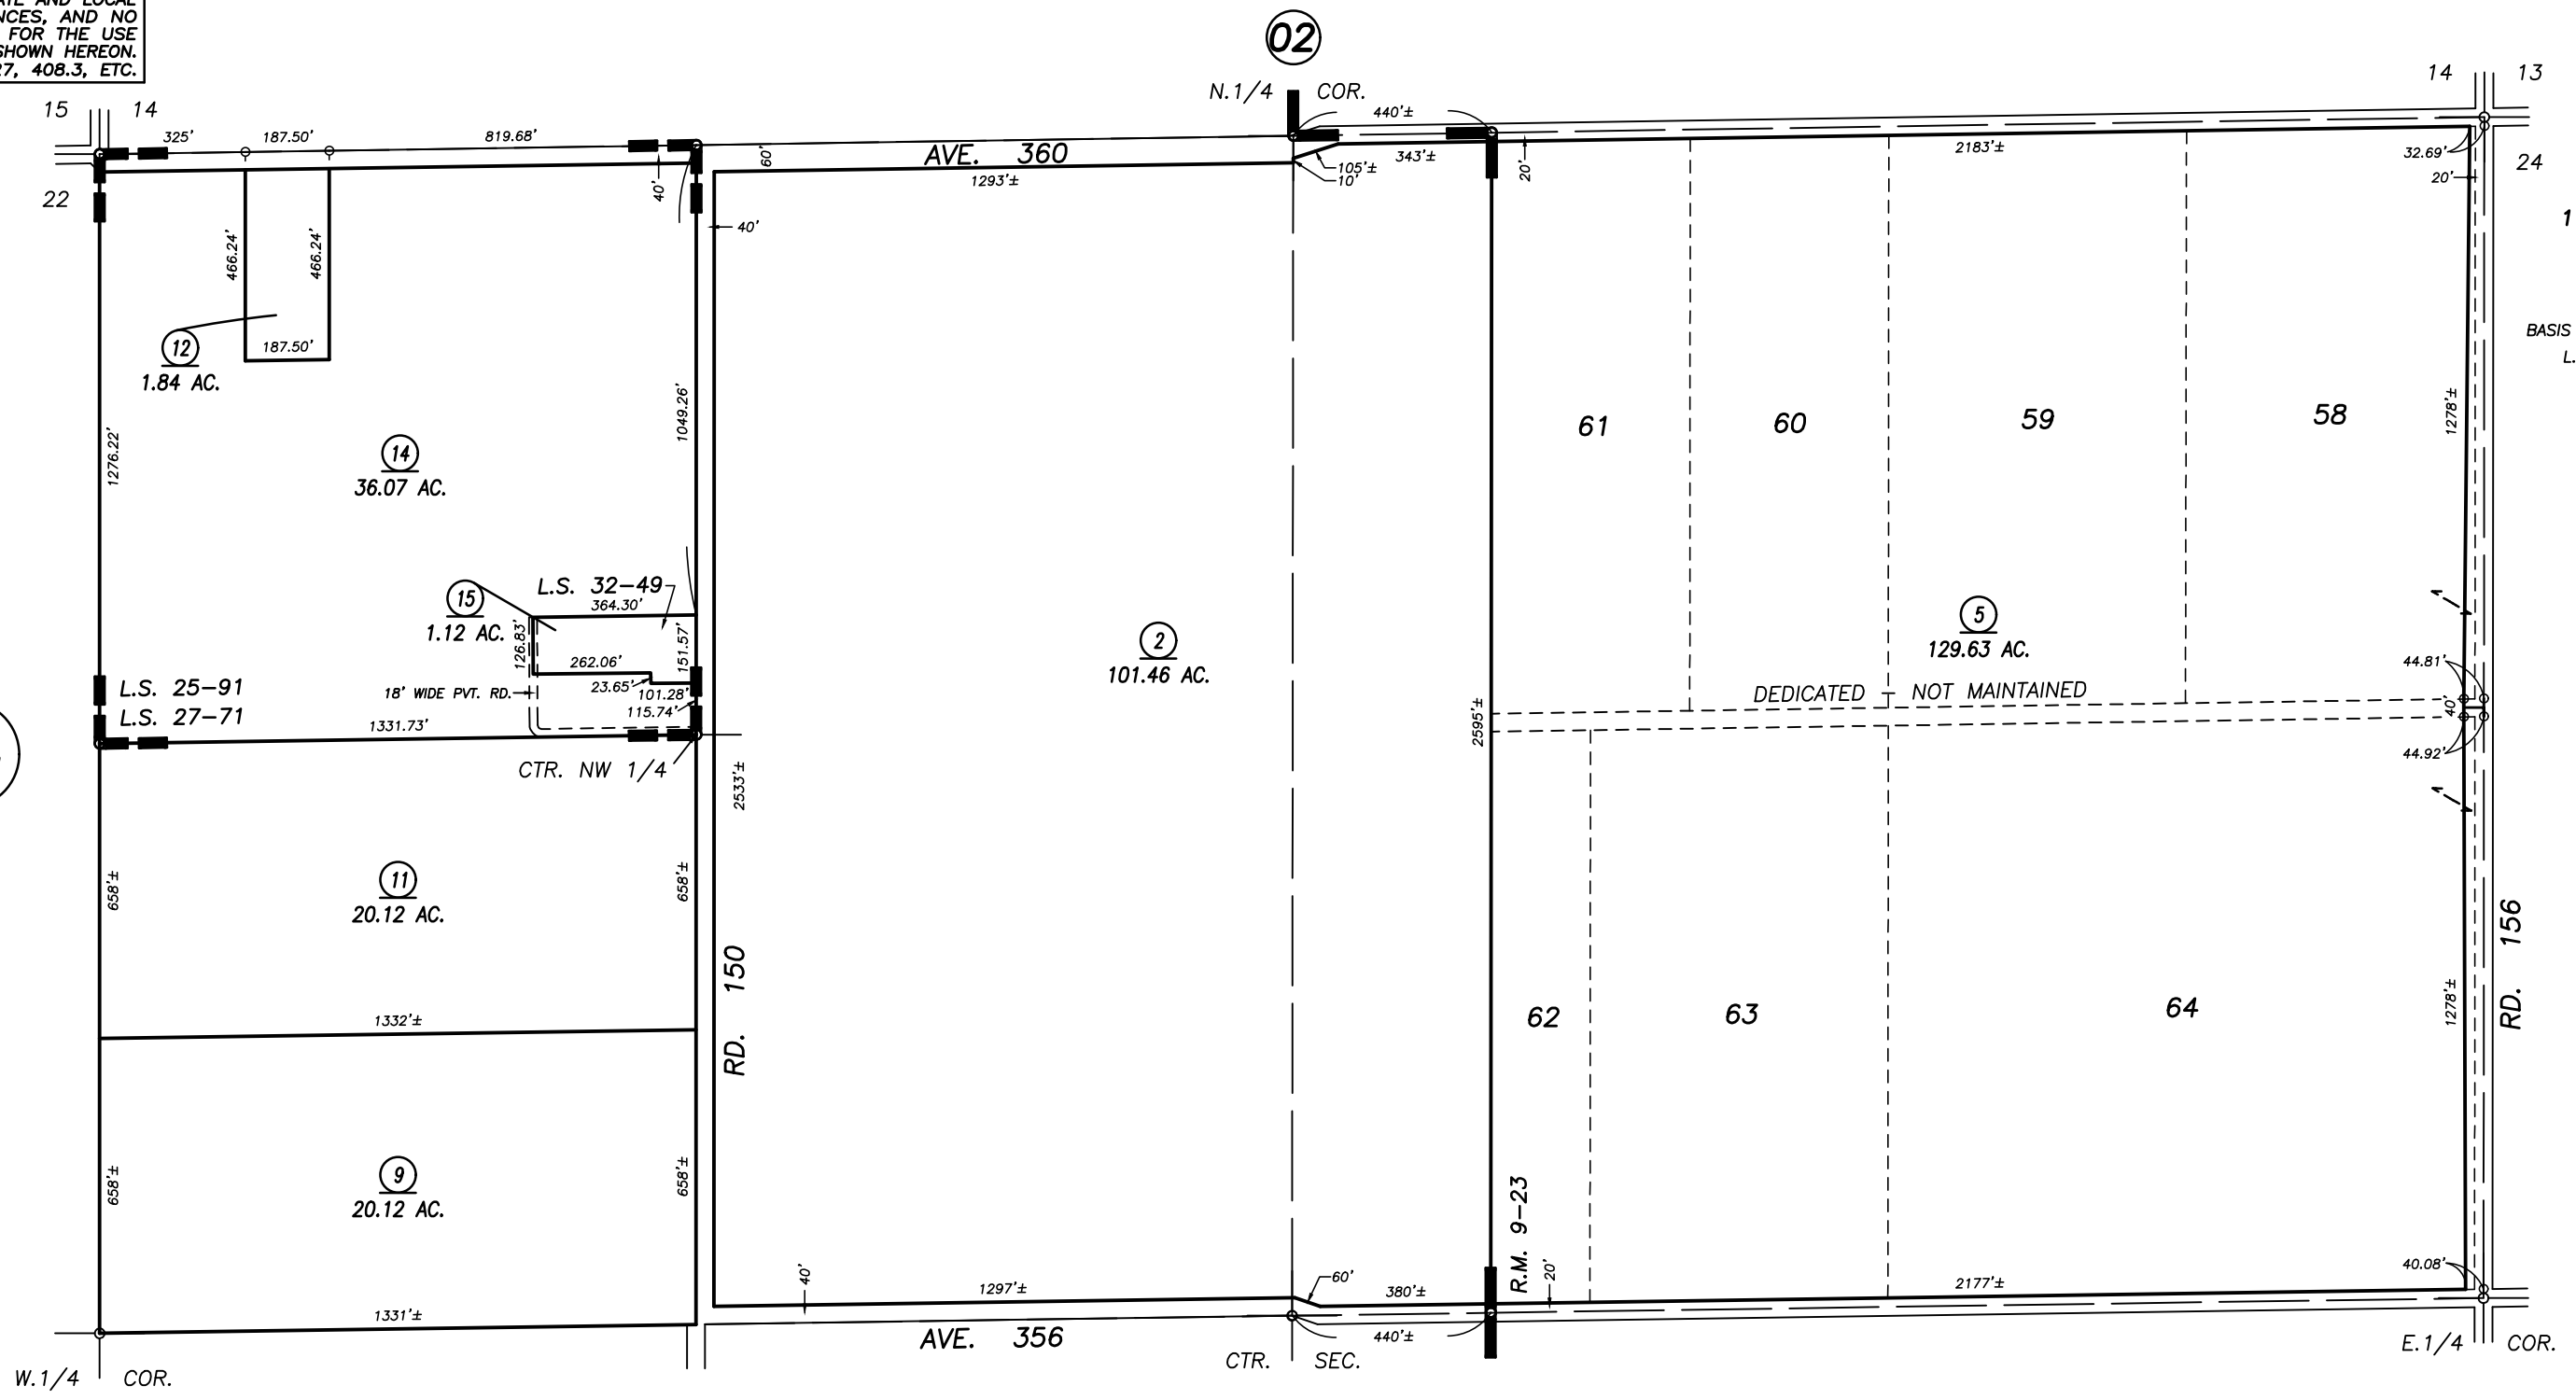 ATE AND LOCAL
NCES, AND NO
FOR THE USE
SHOWN HEREON.
27, 408.3, ETC.
02
N.1/4 COR.
440'±
14 13
15 14
325' 187.50' 819.68'
60'
AVE. 360
1293'±
105'±
10'
343'±
20'
2183'±
32.69'
20'
24
22
40'
40'
1
466.24'
466.24'
187.50'
12
1.84 AC.
BASIS
L.
1276.22'
1049.26'
14
36.07 AC.
61
60
59
58
1278'±
15
1.12 AC.
L.S. 32-49
364.30'
126.83'
151.57'
262.06'
23.65'
101.28'
115.74'
18' WIDE PVT. RD.
L.S. 25-91
L.S. 27-71
1331.73'
CTR. NW 1/4
2533'±
2
101.46 AC.
2595'±
5
129.63 AC.
DEDICATED - NOT MAINTAINED
44.81'
40'
44.92'
658'±
11
20.12 AC.
658'±
1332'±
RD. 150
62
63
64
1278'±
RD. 156
658'±
9
20.12 AC.
658'±
1331'±
40'
1297'±
60'
380'±
R.M. 9-23
20'
2177'±
40.08'
AVE. 356
440'±
CTR. SEC.
W.1/4 COR.
E.1/4 COR.